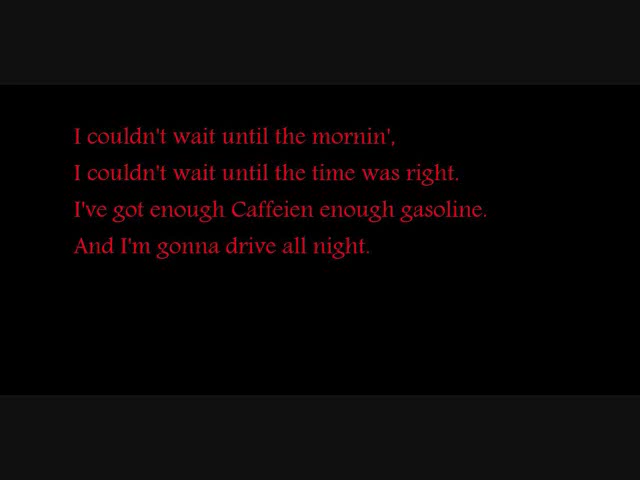 I couldn't wait until the mornin',
I couldn't wait until the time was right.
I've got enough Caffeien enough gasoline.
And I'm gonna drive all night.